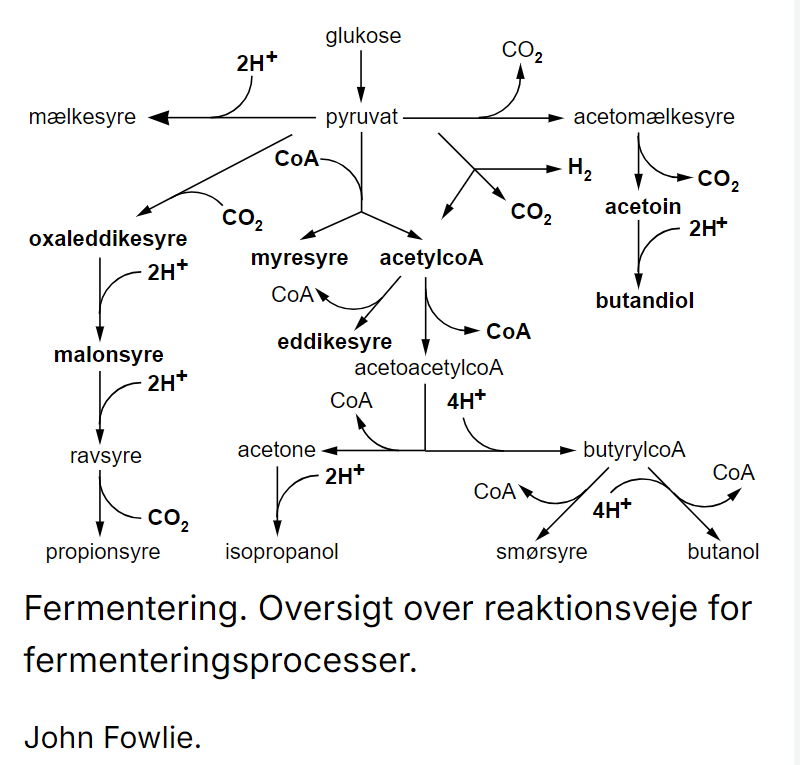 glukose
2H⁺
CO₂
mælkesyre
pyruvat
acetomælkesyre
CoA
H₂
CO₂
CO₂
CO₂
acetoin
oxaleddikesyre
2H⁺
myresyre
acetylcoA
2H⁺
CoA
butandiol
eddikesyre
CoA
malonsyre
acetoacetylcoA
2H⁺
CoA
4H⁺
ravsyre
acetone
butyrylcoA
2H⁺
CoA
CoA
4H⁺
CO₂
propionsyre
isopropanol
smørsyre
butanol
Fermentering. Oversigt over reaktionsveje for
fermenteringsprocesser.
John Fowlie.